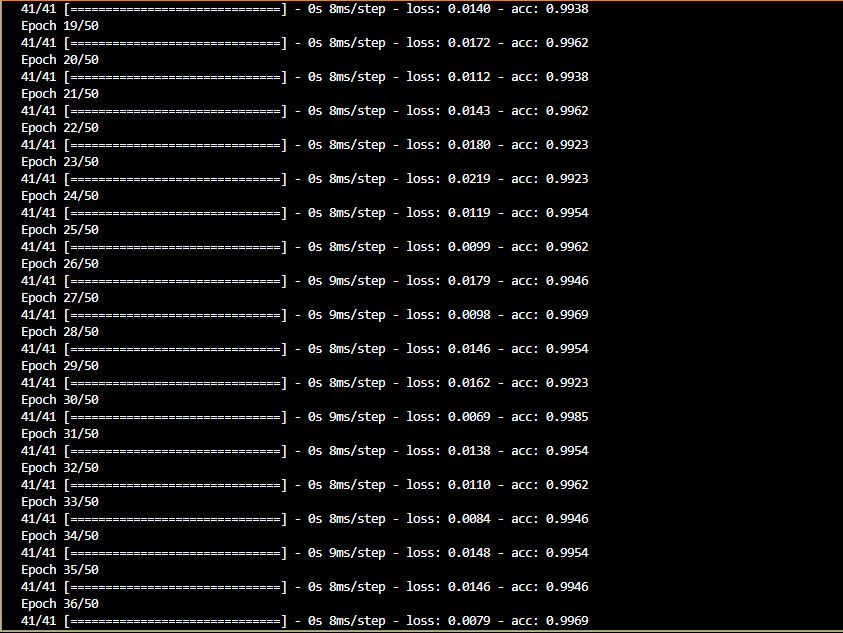 41/41 [==============================] - 0s 8ms/step - loss: 0.0140 - acc: 0.9938
Epoch 19/50
41/41 [==============================] - 0s 8ms/step - loss: 0.0172 - acc: 0.9962
Epoch 20/50
41/41 [==============================] - 0s 8ms/step - loss: 0.0112 - acc: 0.9938
Epoch 21/50
41/41 [==============================] - 0s 8ms/step - loss: 0.0143 - acc: 0.9962
Epoch 22/50
41/41 [==============================] - 0s 8ms/step - loss: 0.0180 - acc: 0.9923
Epoch 23/50
41/41 [==============================] - 0s 8ms/step - loss: 0.0219 - acc: 0.9923
Epoch 24/50
41/41 [==============================] - 0s 8ms/step - loss: 0.0119 - acc: 0.9954
Epoch 25/50
41/41 [==============================] - 0s 8ms/step - loss: 0.0099 - acc: 0.9962
Epoch 26/50
41/41 [==============================] - 0s 9ms/step - loss: 0.0179 - acc: 0.9946
Epoch 27/50
41/41 [==============================] - 0s 9ms/step - loss: 0.0098 - acc: 0.9969
Epoch 28/50
41/41 [==============================] - 0s 8ms/step - loss: 0.0146 - acc: 0.9954
Epoch 29/50
41/41 [==============================] - 0s 8ms/step - loss: 0.0162 - acc: 0.9923
Epoch 30/50
41/41 [==============================] - 0s 9ms/step - loss: 0.0069 - acc: 0.9985
Epoch 31/50
41/41 [==============================] - 0s 8ms/step - loss: 0.0138 - acc: 0.9954
Epoch 32/50
41/41 [==============================] - 0s 8ms/step - loss: 0.0110 - acc: 0.9962
Epoch 33/50
41/41 [==============================] - 0s 8ms/step - loss: 0.0084 - acc: 0.9946
Epoch 34/50
41/41 [==============================] - 0s 9ms/step - loss: 0.0148 - acc: 0.9954
Epoch 35/50
41/41 [==============================] - 0s 8ms/step - loss: 0.0146 - acc: 0.9946
Epoch 36/50
41/41 [==============================] - 0s 8ms/step - loss: 0.0079 - acc: 0.9969